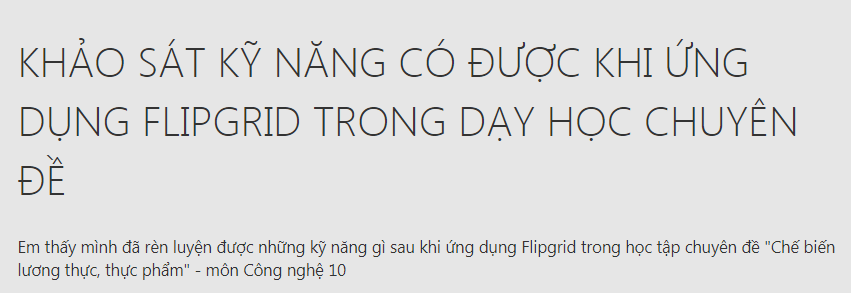 KHẢO SÁT KỸ NĂNG CÓ ĐƯỢC KHI ỨNG
DỤNG FLIPGRID TRONG DẠY HỌC CHUYÊN
ĐỀ
Em thấy mình đã rèn luyện được những kỹ năng gì sau khi ứng dụng Flipgrid trong học tập chuyên đề "Chế biến
lương thực, thực phẩm" - môn Công nghệ 10